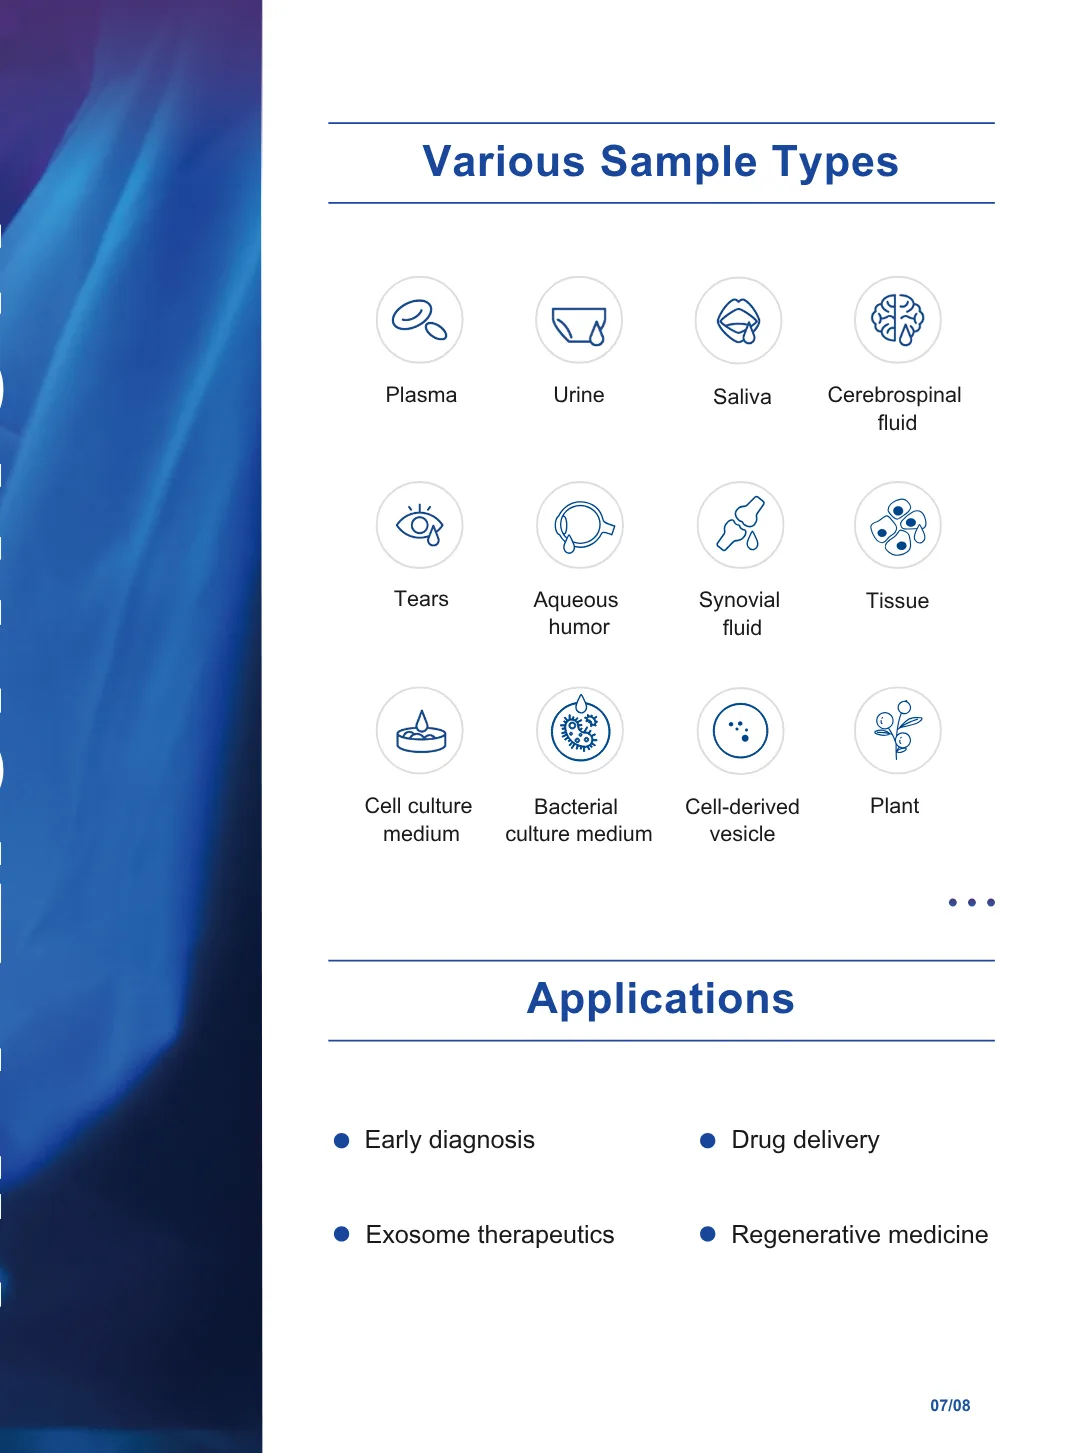 Various Sample Types
Plasma
Urine
Saliva
Cerebrospinal
fluid
Tears
Aqueous
humor
Synovial
fluid
Tissue
Cell culture
medium
Bacterial
culture medium
Cell-derived
vesicle
Plant
•••
Applications
● Early diagnosis
● Drug delivery
● Exosome therapeutics
● Regenerative medicine
07/08